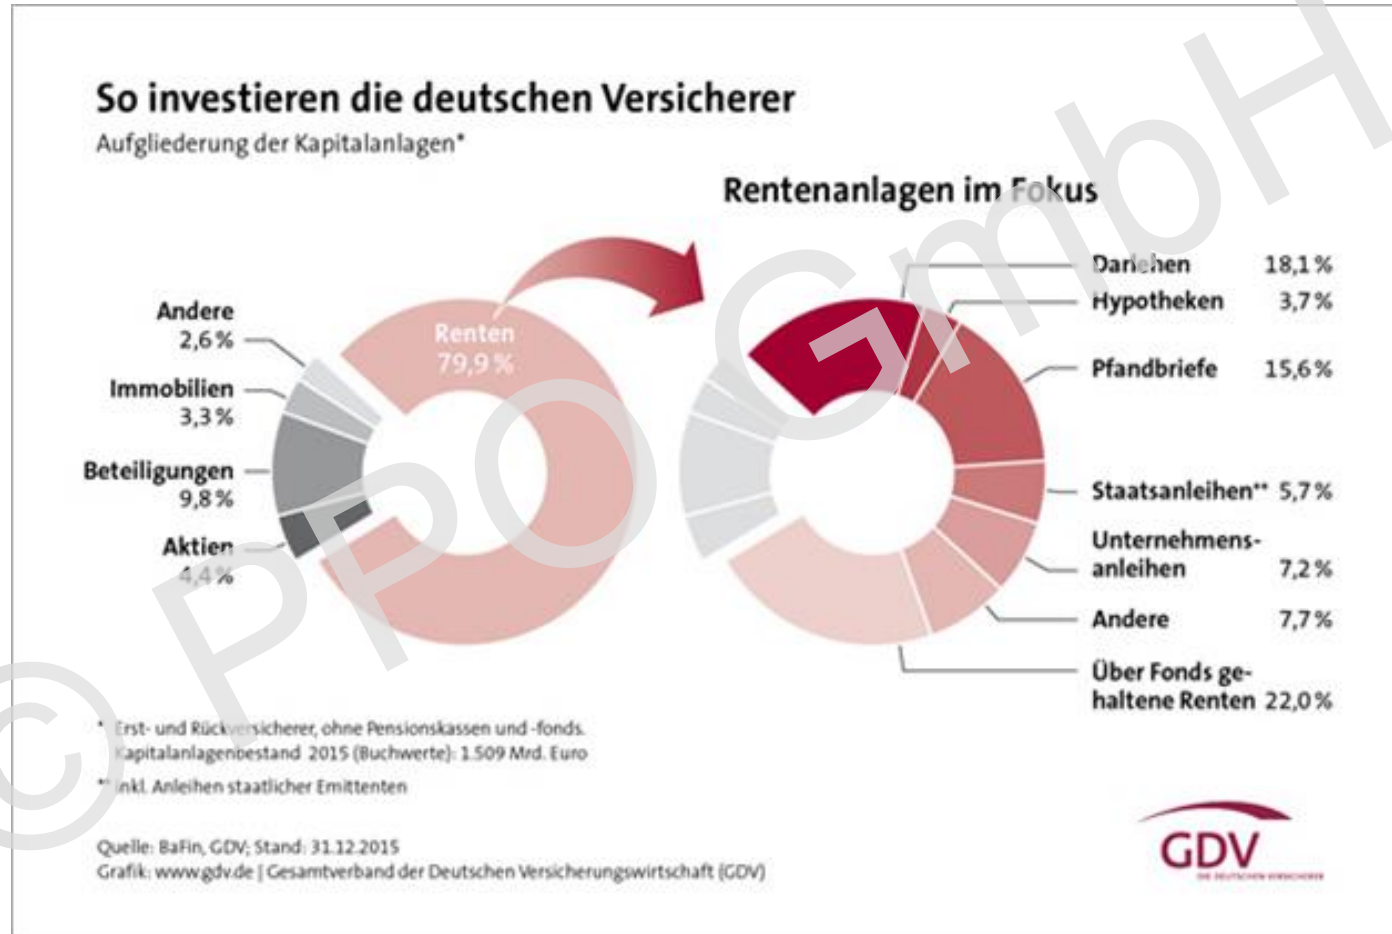 So investieren die deutschen Versicherer
Aufgliederung der Kapitalanlagen*
Rentenanlagen im Fokus
Renten
79,9 %
Andere
2,6 %
Immobilien
3,3 %
Beteiligungen
9,8 %
Aktien
4,4 %
Darlehen 18,1 %
Hypotheken 3,7 %
Pfandbriefe 15,6 %
Staatsanleihen** 5,7 %
Unternehmens-
anleihen 7,2 %
Andere 7,7 %
Über Fonds ge-
haltene Renten 22,0 %
* Erst- und Rückversicherer, ohne Pensionskassen und -fonds.
Kapitalanlagenbestand 2015 (Buchwerte): 1.509 Mrd. Euro
** inkl. Anleihen staatlicher Emittenten
Quelle: BaFin, GDV; Stand: 31.12.2015
Grafik: www.gdv.de | Gesamtverband der Deutschen Versicherungswirtschaft (GDV)
GDV
DIE DEUTSCHEN VERSICHERER
© PPO GmbH